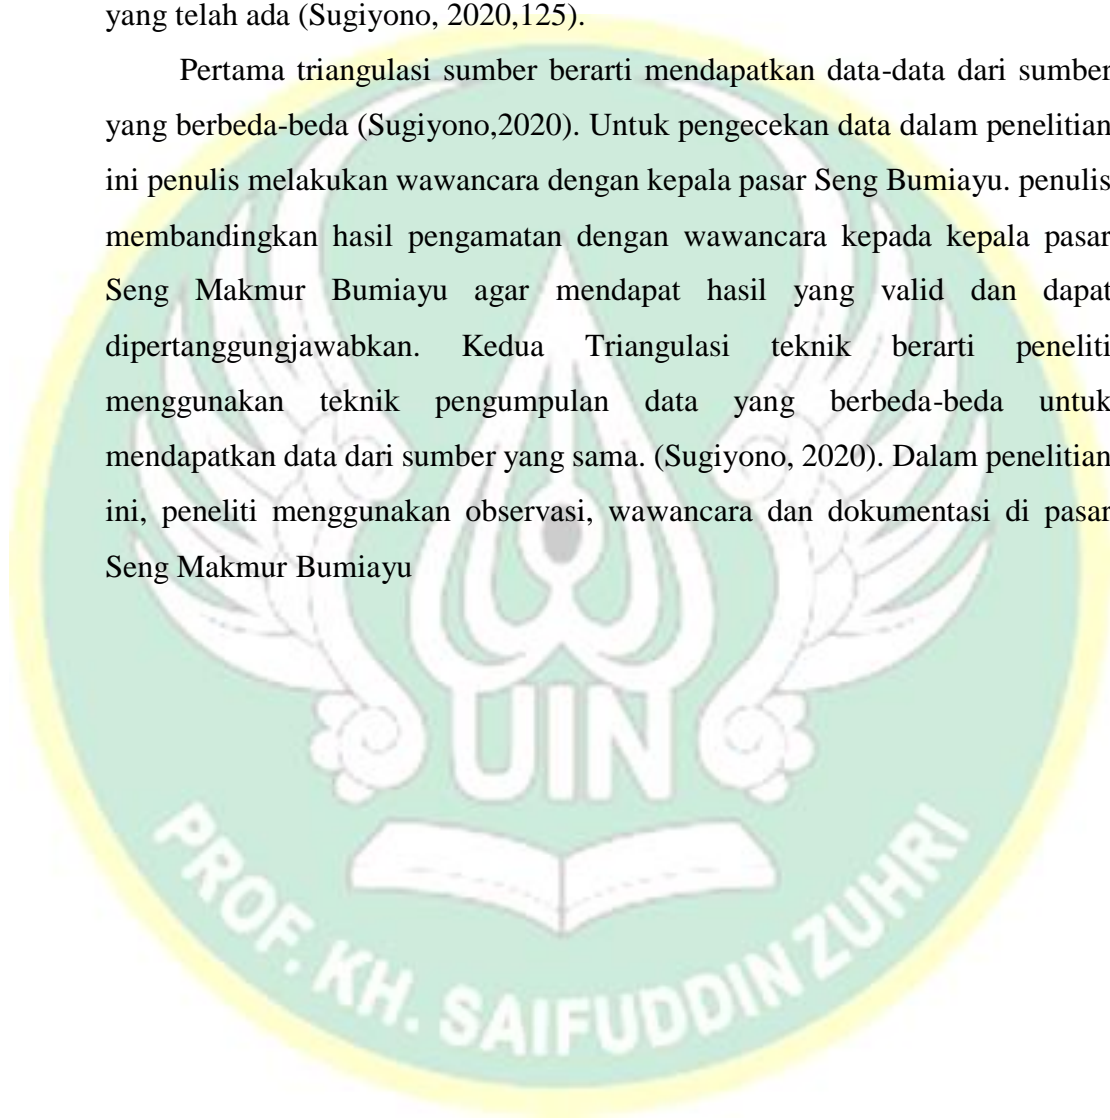 yang telah ada (Sugiyono, 2020,125).
Pertama triangulasi sumber berarti mendapatkan data-data dari sumber
yang berbeda-beda (Sugiyono,2020). Untuk pengecekan data dalam penelitian
ini penulis melakukan wawancara dengan kepala pasar Seng Bumiayu. penulis
membandingkan hasil pengamatan dengan wawancara kepada kepala pasar
Seng Makmur Bumiayu agar mendapat hasil yang valid dan dapat
dipertanggungjawabkan. Kedua Triangulasi teknik berarti peneliti
menggunakan teknik pengumpulan data yang berbeda-beda untuk
mendapatkan data dari sumber yang sama. (Sugiyono, 2020). Dalam penelitian
ini, peneliti menggunakan observasi, wawancara dan dokumentasi di pasar
Seng Makmur Bumiayu
UIN
PROF. KH. SAIFUDDIN ZUHRI